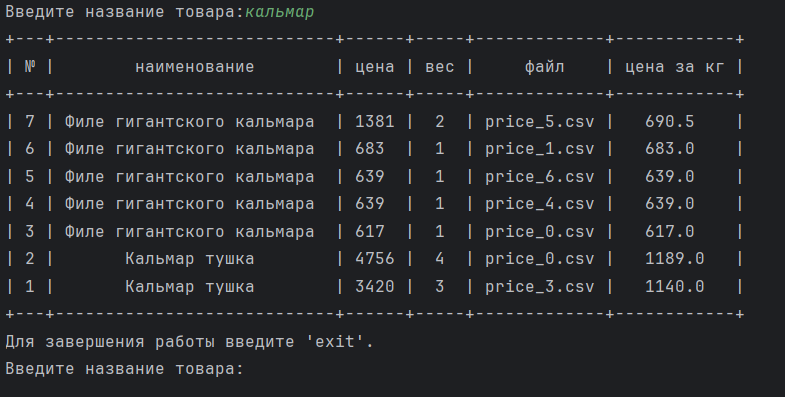 Введите название товара:кальмар
+---+----------------------------+------+-----+-------------+------------+
| № |        наименование        | цена | вес |     файл    | цена за кг |
+---+----------------------------+------+-----+-------------+------------+
| 7 | Филе гигантского кальмара  | 1381 |  2  | price_5.csv |   690.5    |
| 6 | Филе гигантского кальмара  | 683  |  1  | price_1.csv |   683.0    |
| 5 | Филе гигантского кальмара  | 639  |  1  | price_6.csv |   639.0    |
| 4 | Филе гигантского кальмара  | 639  |  1  | price_4.csv |   639.0    |
| 3 | Филе гигантского кальмара  | 617  |  1  | price_0.csv |   617.0    |
| 2 |       Кальмар тушка        | 4756 |  4  | price_0.csv |   1189.0   |
| 1 |       Кальмар тушка        | 3420 |  3  | price_3.csv |   1140.0   |
+---+----------------------------+------+-----+-------------+------------+
Для завершения работы введите 'exit'.
Введите название товара: